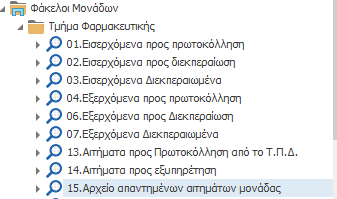 Φάκελοι Μονάδων
Τμήμα Φαρμακευτικής
01.Εισερχόμενα προς πρωτοκόλληση
02.Εισερχόμενα προς διεκπεραίωση
03.Εισερχόμενα Διεκπεραιωμένα
04.Εξερχόμενα προς πρωτοκόλληση
06.Εξερχόμενα προς Διεκπεραίωση
07.Εξερχόμενα Διεκπεραιωμένα
13.Αιτήματα προς Πρωτοκόλληση από το Τ.Π.Δ.
14.Αιτήματα προς εξυπηρέτηση
15.Αρχείο απαντημένων αιτημάτων μονάδας